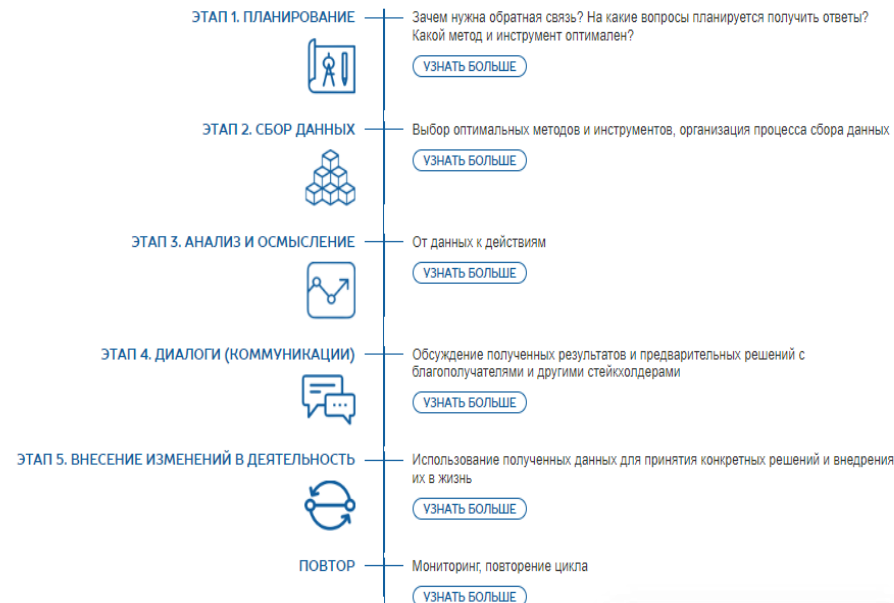 ЭТАП 1. ПЛАНИРОВАНИЕ
Зачем нужна обратная связь? На какие вопросы планируется получить ответы?
Какой метод и инструмент оптимален?
УЗНАТЬ БОЛЬШЕ
ЭТАП 2. СБОР ДАННЫХ
Выбор оптимальных методов и инструментов, организация процесса сбора данных
УЗНАТЬ БОЛЬШЕ
ЭТАП 3. АНАЛИЗ И ОСМЫСЛЕНИЕ
От данных к действиям
УЗНАТЬ БОЛЬШЕ
ЭТАП 4. ДИАЛОГИ (КОММУНИКАЦИИ)
Обсуждение полученных результатов и предварительных решений с
благополучателями и другими стейкхолдерами
УЗНАТЬ БОЛЬШЕ
ЭТАП 5. ВНЕСЕНИЕ ИЗМЕНЕНИЙ В ДЕЯТЕЛЬНОСТЬ
Использование полученных данных для принятия конкретных решений и внедрения
их в жизнь
УЗНАТЬ БОЛЬШЕ
ПОВТОР
Мониторинг, повторение цикла
УЗНАТЬ БОЛЬШЕ